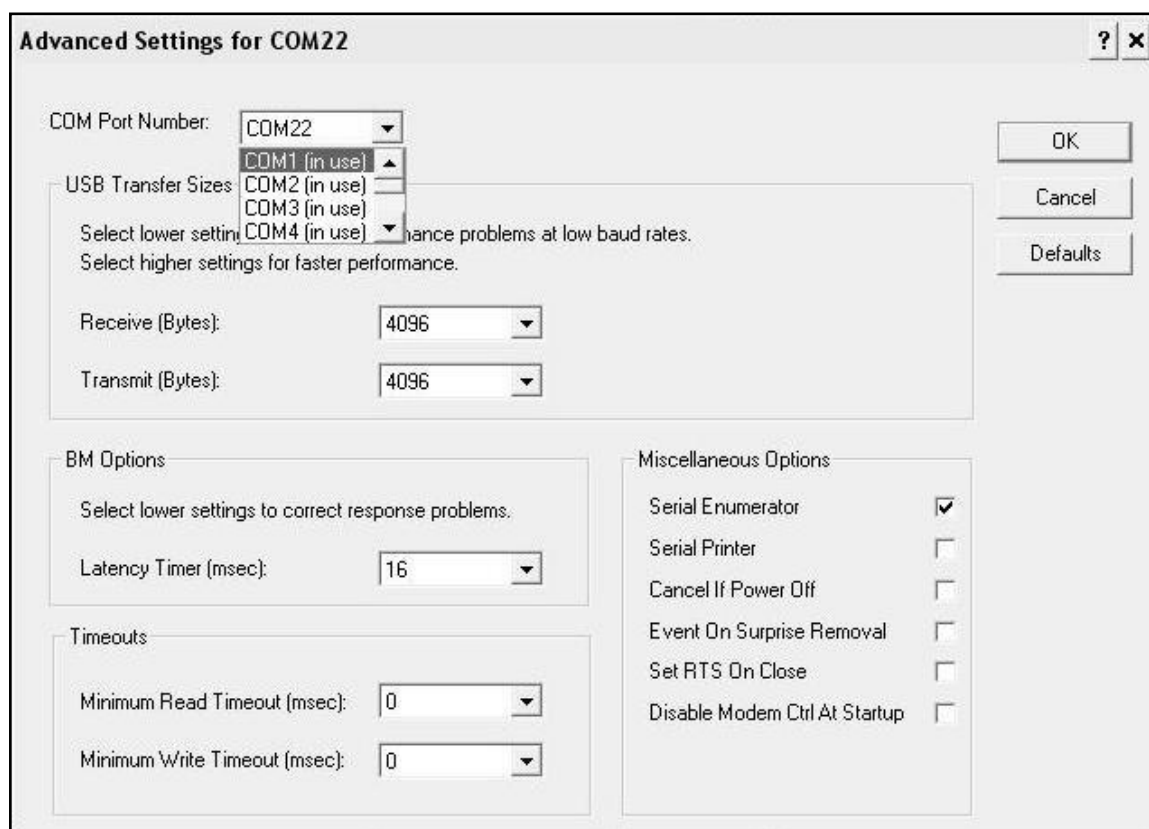 Advanced Settings for COM22
? ×
COM Port Number: COM22
COM1 (in use)
COM2 (in use)
COM3 (in use)
COM4 (in use)
OK
Cancel
Defaults
USB Transfer Sizes
Select lower mance problems at low baud rates.
Select higher settings for faster performance.
Receive (Bytes): 4096
Transmit (Bytes): 4096
BM Options
Select lower settings to correct response problems.
Latency Timer (msec): 16
Timeouts
Minimum Read Timeout (msec): 0
Minimum Write Timeout (msec): 0
Miscellaneous Options
Serial Enumerator
Serial Printer
Cancel If Power Off
Event On Surprise Removal
Set RTS On Close
Disable Modem Ctrl At Startup